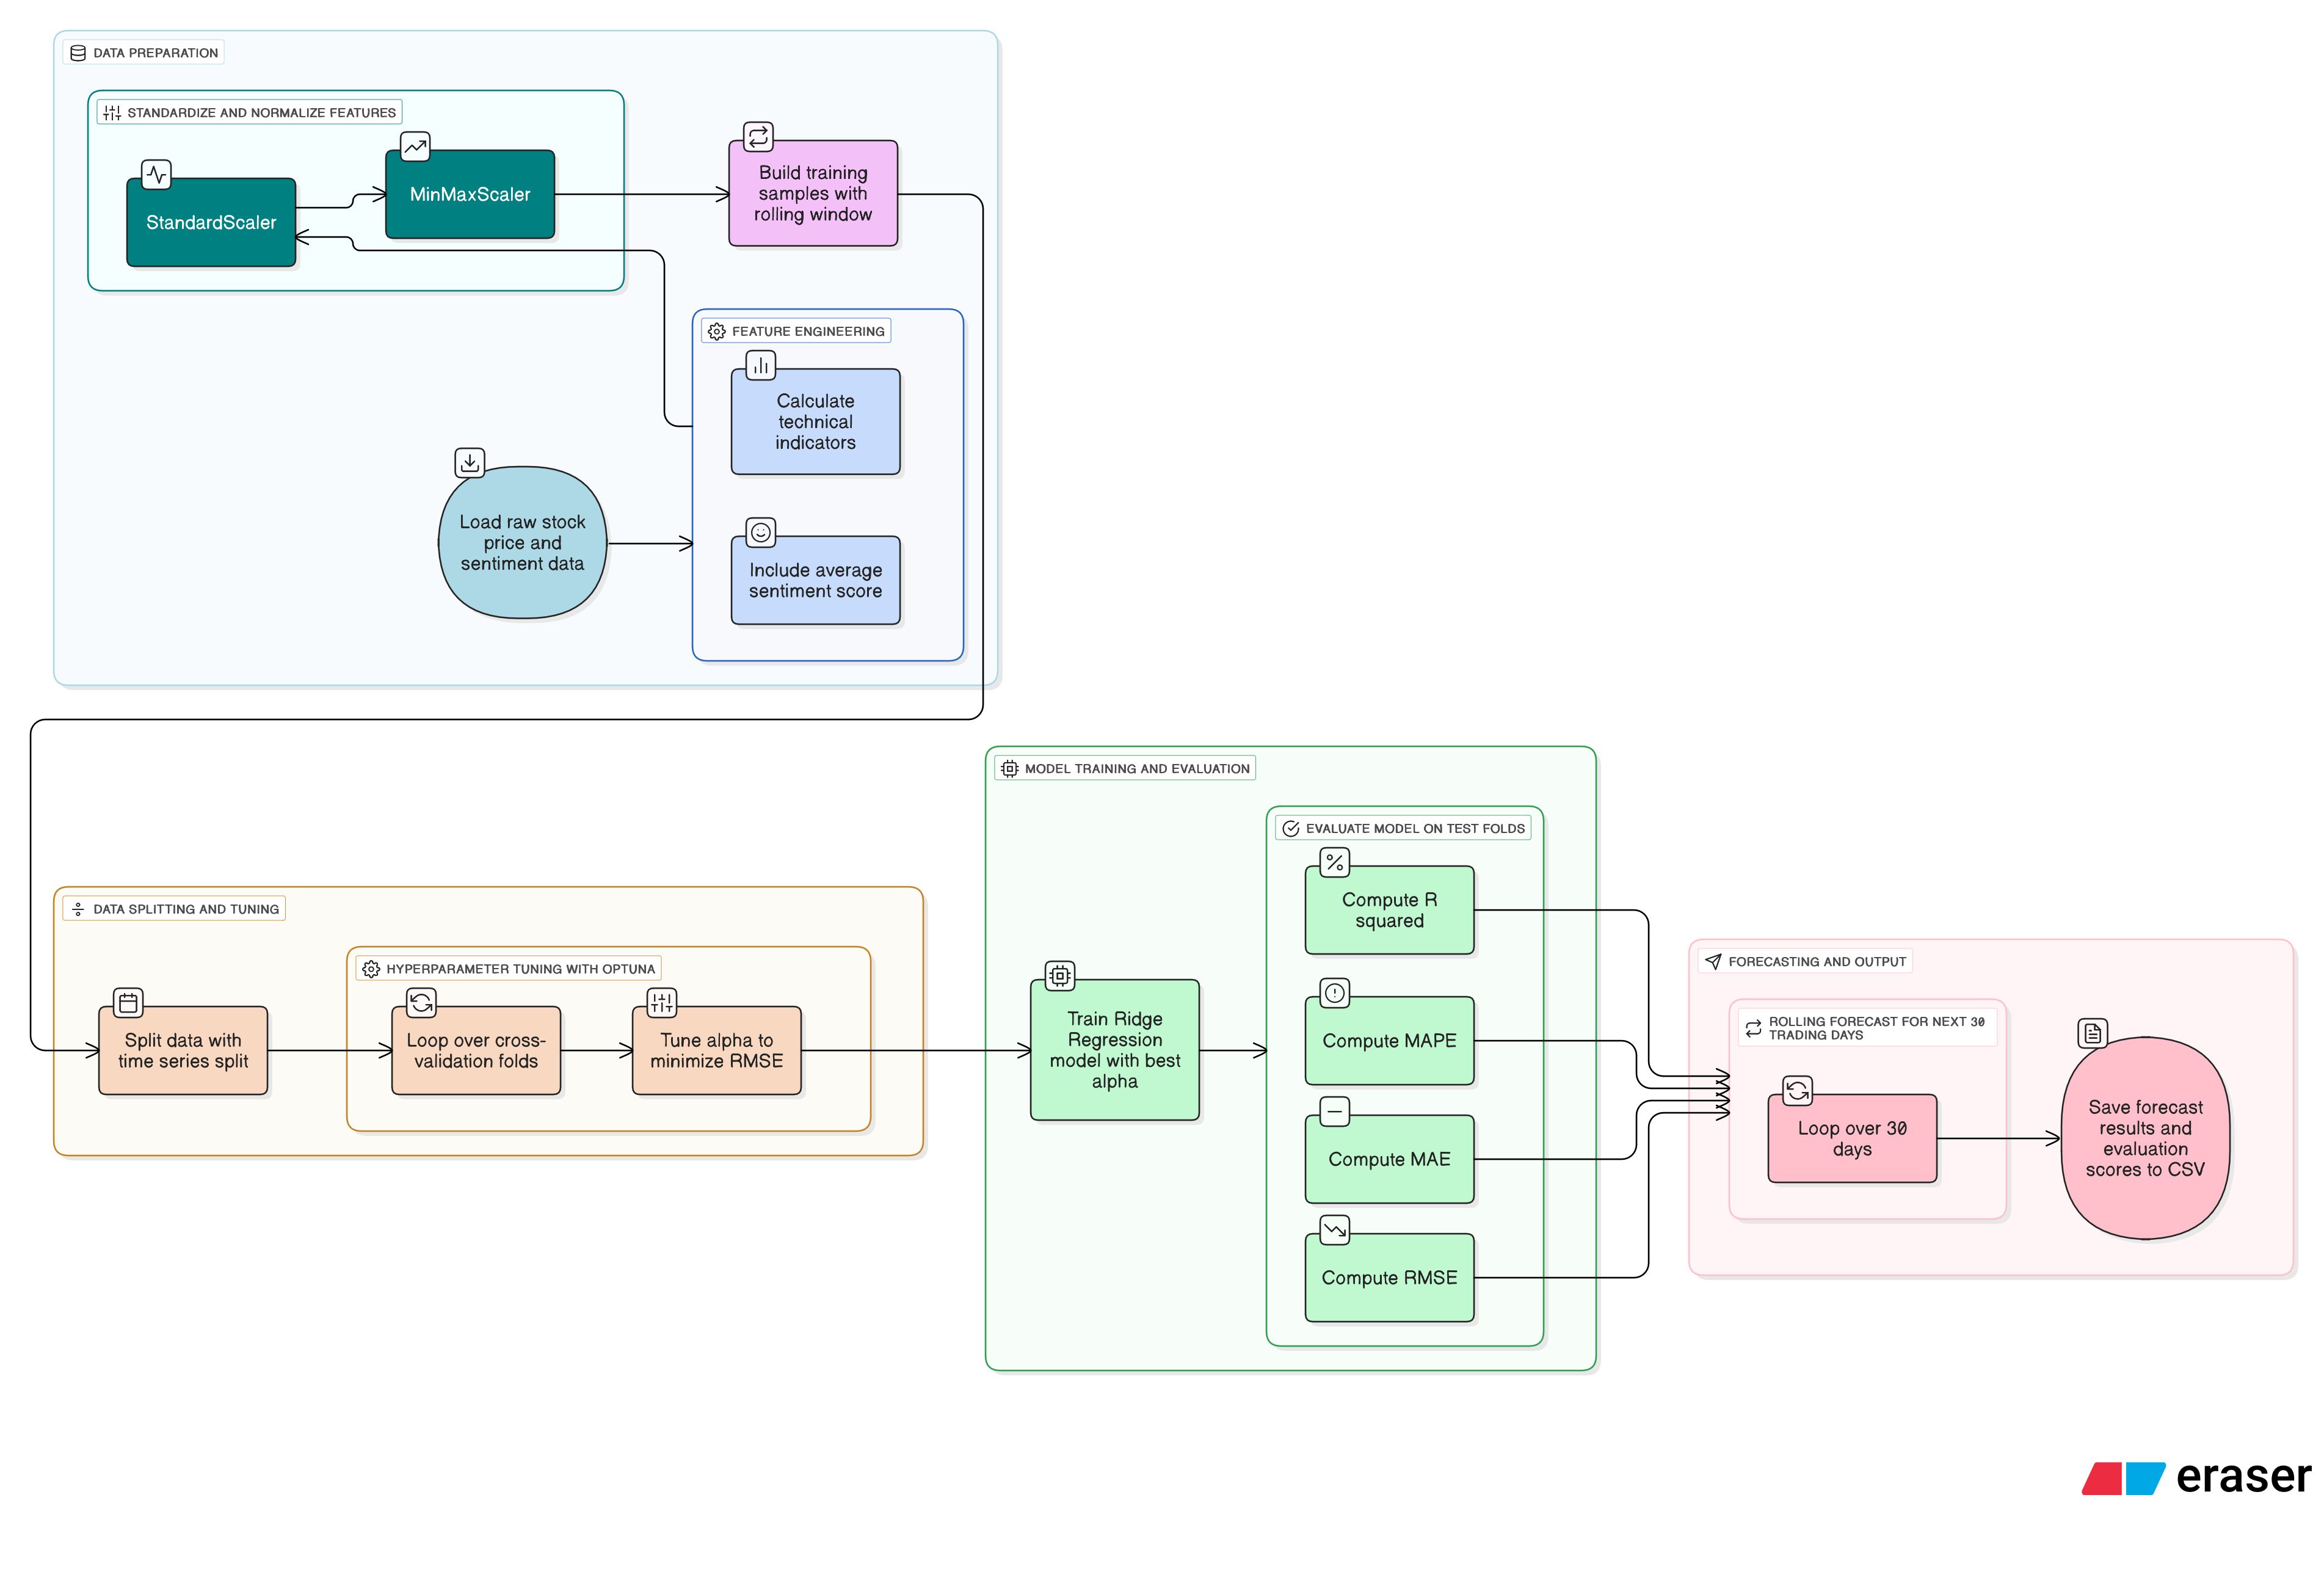 DATA PREPARATION
STANDARDIZE AND NORMALIZE FEATURES
StandardScaler
MinMaxScaler
Build training
samples with
rolling window
FEATURE ENGINEERING
Calculate
technical
indicators
Load raw stock
price and
sentiment data
Include average
sentiment score
DATA SPLITTING AND TUNING
Split data with
time series split
HYPERPARAMETER TUNING WITH OPTUNA
Loop over cross-
validation folds
Tune alpha to
minimize RMSE
MODEL TRAINING AND EVALUATION
Train Ridge
Regression
model with best
alpha
EVALUATE MODEL ON TEST FOLDS
Compute R
squared
Compute MAPE
Compute MAE
Compute RMSE
FORECASTING AND OUTPUT
ROLLING FORECAST FOR NEXT 30
TRADING DAYS
Loop over 30
days
Save forecast
results and
evaluation
scores to CSV
eraser